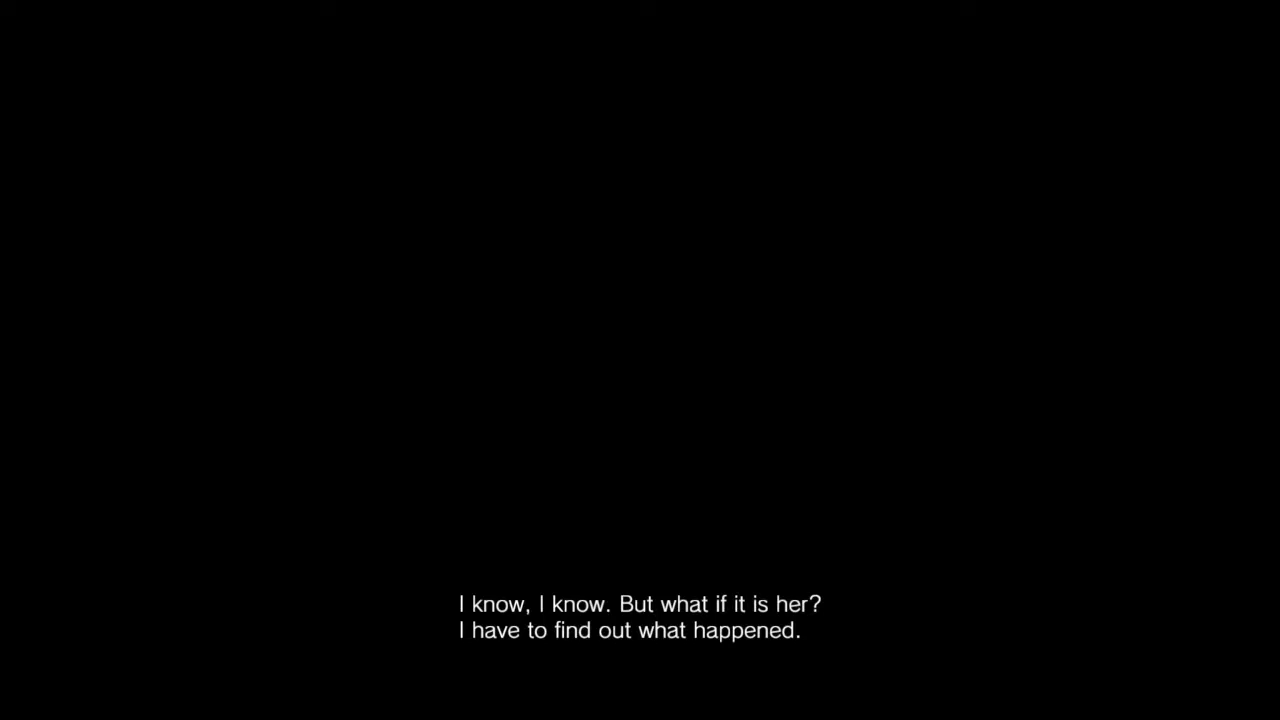 I know, I know. But what if it is her?
I have to find out what happened.